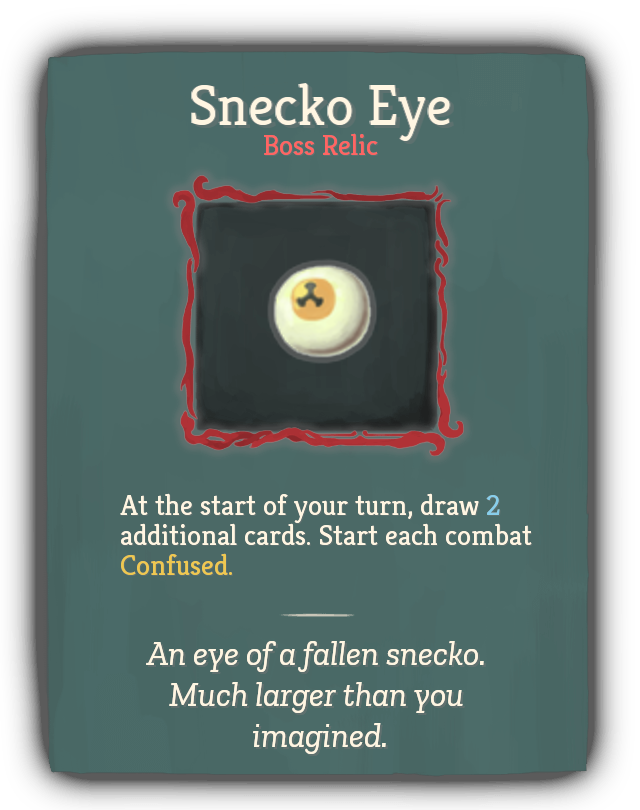 Snecko Eye
Boss Relic
At the start of your turn, draw 2
additional cards. Start each combat
Confused.
An eye of a fallen snecko.
Much larger than you
imagined.